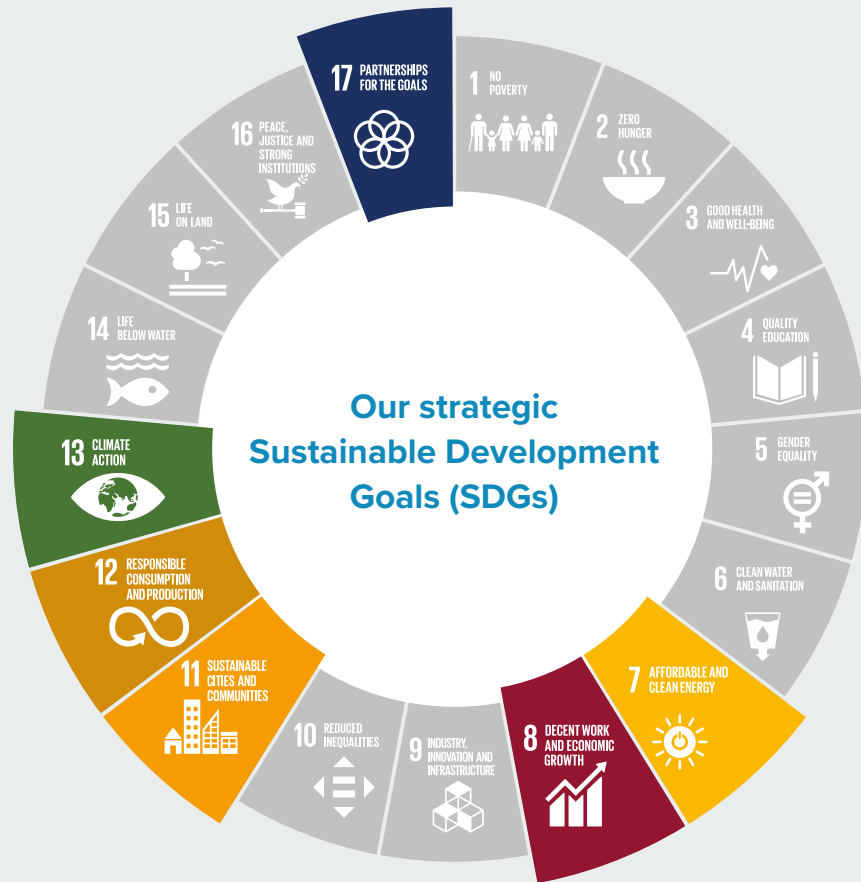 17 PARTNERSHIPS
FOR THE GOALS
1 NO
POVERTY
2 ZERO
HUNGER
3 GOOD HEALTH
AND WELL-BEING
4 QUALITY
EDUCATION
5 GENDER
EQUALITY
6 CLEAN WATER
AND SANITATION
7 AFFORDABLE AND
CLEAN ENERGY
8 DECENT WORK
AND ECONOMIC
GROWTH
9 INDUSTRY,
INNOVATION AND
INFRASTRUCTURE
10 REDUCED
INEQUALITIES
11 SUSTAINABLE
CITIES AND
COMMUNITIES
12 RESPONSIBLE
CONSUMPTION
AND PRODUCTION
13 CLIMATE
ACTION
14 LIFE
BELOW WATER
15 LIFE
ON LAND
16 PEACE,
JUSTICE AND
STRONG
INSTITUTIONS
Our strategic
Sustainable Development
Goals (SDGs)